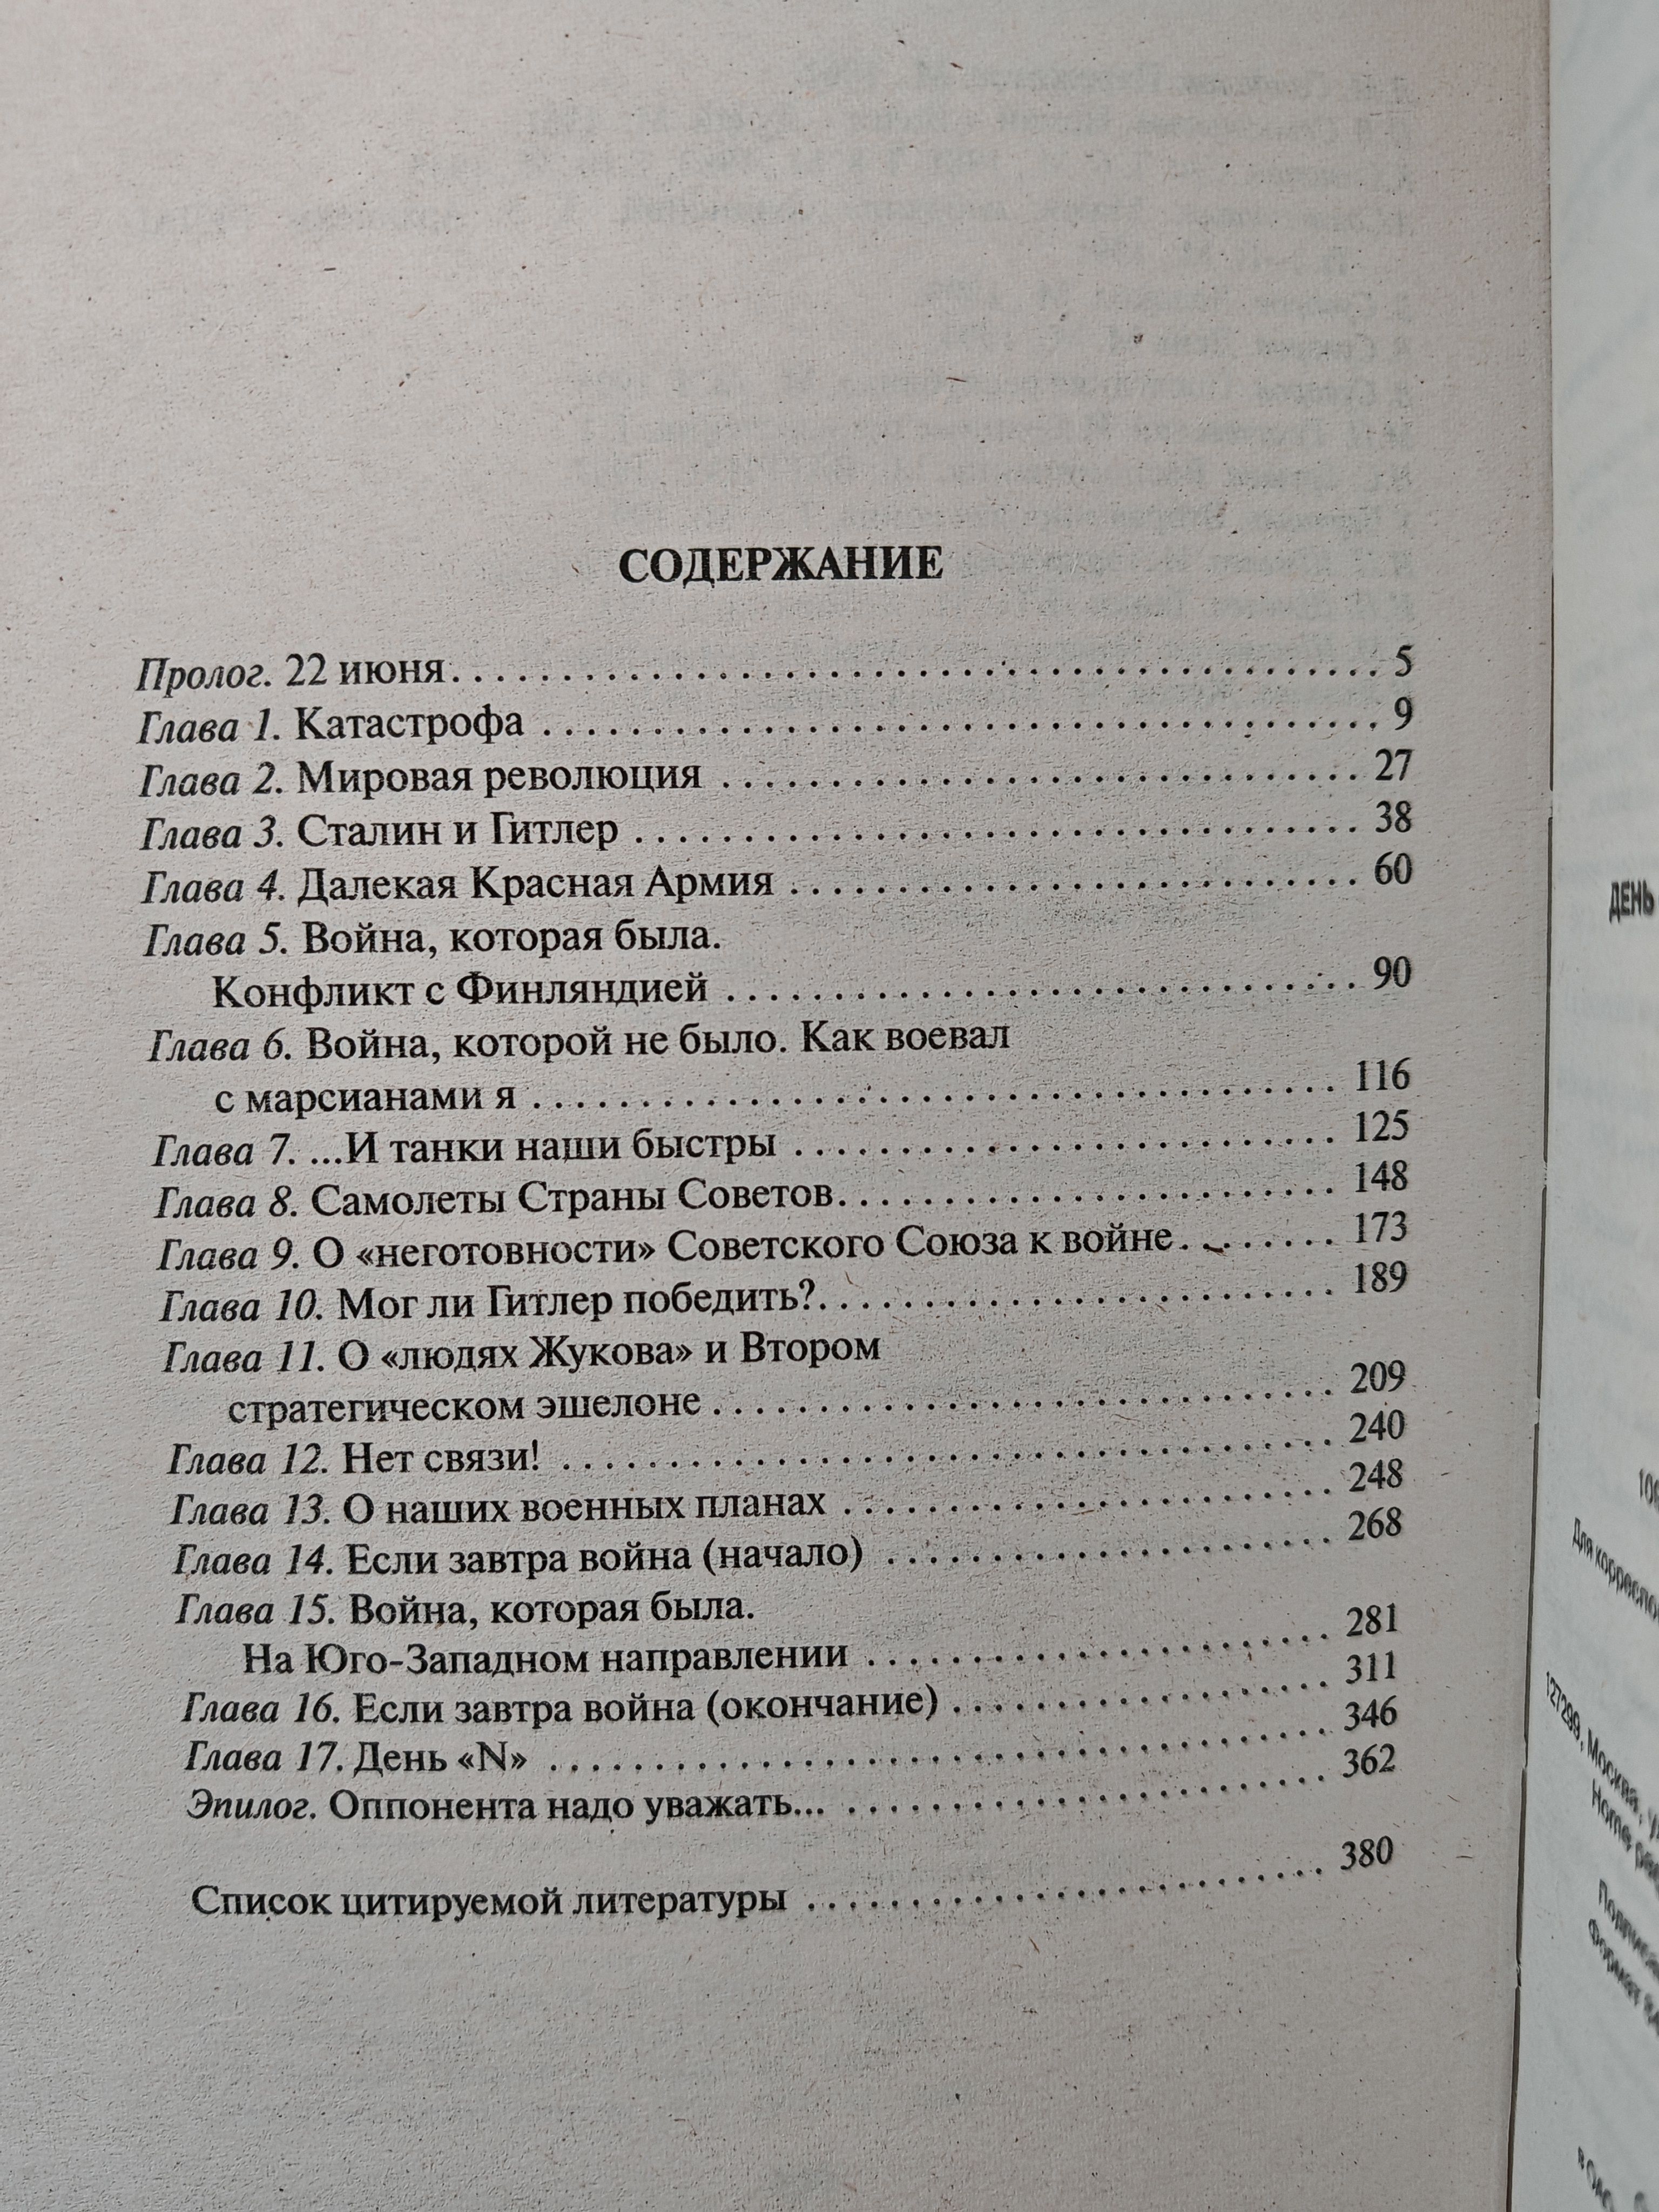 СОДЕРЖАНИЕ
Пролог. 22 июня. . . . . . . . . . . . . . . . . . . . . . . . . . . . . . . . . . . 5
Глава 1. Катастрофа . . . . . . . . . . . . . . . . . . . . . . . . . . . . . . . 9
Глава 2. Мировая революция . . . . . . . . . . . . . . . . . . . . . . . . 27
Глава 3. Сталин и Гитлер . . . . . . . . . . . . . . . . . . . . . . . . . . . 38
Глава 4. Далекая Красная Армия . . . . . . . . . . . . . . . . . . . . . 60
Глава 5. Война, которая была.
Конфликт с Финляндией . . . . . . . . . . . . . . . . . . . . . . . . 90
Глава 6. Война, которой не было. Как воевал
с марсианами я . . . . . . . . . . . . . . . . . . . . . . . . . . . . . . 116
Глава 7. ...И танки наши быстры . . . . . . . . . . . . . . . . . . . . 125
Глава 8. Самолеты Страны Советов. . . . . . . . . . . . . . . . . . . 148
Глава 9. О «неготовности» Советского Союза к войне. . . . . . . 173
Глава 10. Мог ли Гитлер победить?. . . . . . . . . . . . . . . . . . . . 189
Глава 11. О «людях Жукова» и Втором
стратегическом эшелоне . . . . . . . . . . . . . . . . . . . . . . . 209
Глава 12. Нет связи! . . . . . . . . . . . . . . . . . . . . . . . . . . . . . 240
Глава 13. О наших военных планах . . . . . . . . . . . . . . . . . . . 248
Глава 14. Если завтра война (начало) . . . . . . . . . . . . . . . . . 268
Глава 15. Война, которая была.
На Юго-Западном направлении . . . . . . . . . . . . . . . . . . 281
Глава 16. Если завтра война (окончание) . . . . . . . . . . . . . . . 311
Глава 17. День «N» . . . . . . . . . . . . . . . . . . . . . . . . . . . . . . 346
Эпилог. Оппонента надо уважать... . . . . . . . . . . . . . . . . . . . 362
Список цитируемой литературы . . . . . . . . . . . . . . . . . . . . 380
ДЕНЬ
127299, Москва,